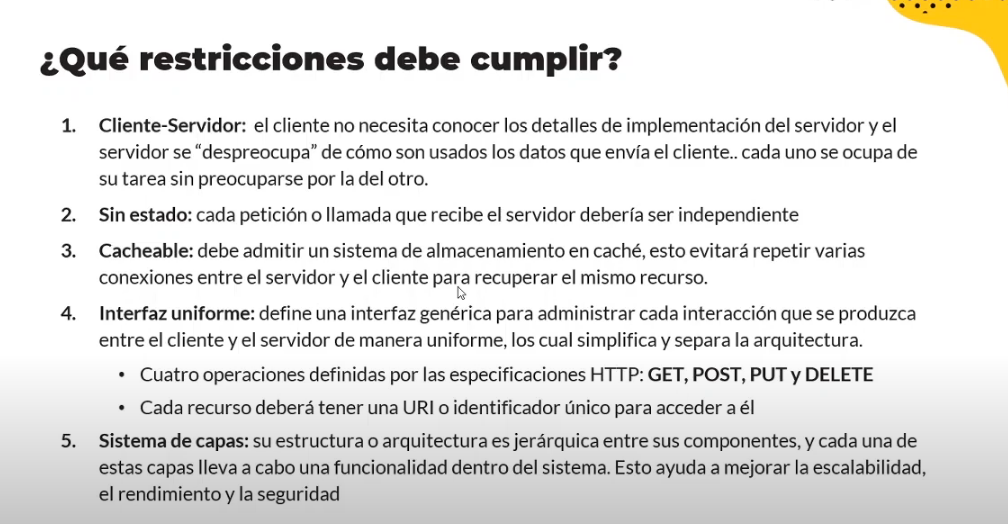 ¿Qué restricciones debe cumplir?
1. Cliente-Servidor: el cliente no necesita conocer los detalles de implementación del servidor y el
servidor se “despreocupa” de cómo son usados los datos que envía el cliente.. cada uno se ocupa de
su tarea sin preocuparse por la del otro.
2. Sin estado: cada petición o llamada que recibe el servidor debería ser independiente
3. Cacheable: debe admitir un sistema de almacenamiento en caché, esto evitará repetir varias
conexiones entre el servidor y el cliente para recuperar el mismo recurso.
4. Interfaz uniforme: define una interfaz genérica para administrar cada interacción que se produzca
entre el cliente y el servidor de manera uniforme, los cual simplifica y separa la arquitectura.
• Cuatro operaciones definidas por las especificaciones HTTP: GET, POST, PUT y DELETE
• Cada recurso deberá tener una URI o identificador único para acceder a él
5. Sistema de capas: su estructura o arquitectura es jerárquica entre sus componentes, y cada una de
estas capas lleva a cabo una funcionalidad dentro del sistema. Esto ayuda a mejorar la escalabilidad,
el rendimiento y la seguridad